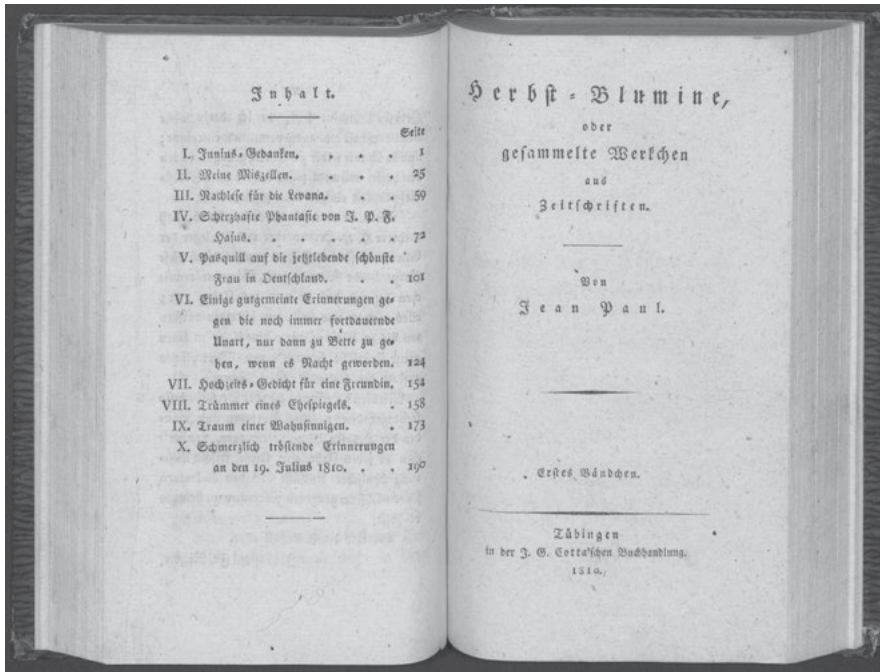 Inhalt.
Seite
I. Junius-Gedanken. . . . 1
II. Meine Miszellen. . . . . 25
III. Nachlese für die Levana. . . 59
IV. Scherzhafte Phantasie von J. P. F.
Hasus. . . . . . . 72
V. Pasquill auf die jetztlebende schönste
Frau in Deutschland. . . 101
VI. Einige gutgemeinte Erinnerungen ge-
gen die noch immer fortdauernde
Unart, nur dann zu Bette zu ge-
hen, wenn es Nacht geworden. 124
VII. Hochzeits-Gedicht für eine Freundin. 152
VIII. Trümmer eines Ehespiegels. . 158
IX. Traum einer Wahnsinnigen. . 173
X. Schmerzlich tröstende Erinnerungen
an den 19. Julius 1810. . . 190
Herbst-Blumine,
oder
gesammelte Werkchen
aus
Zeitschriften.
Von
Jean Paul.
Erstes Bändchen.
Tübingen
in der J. G. Cotta'schen Buchhandlung.
1810.